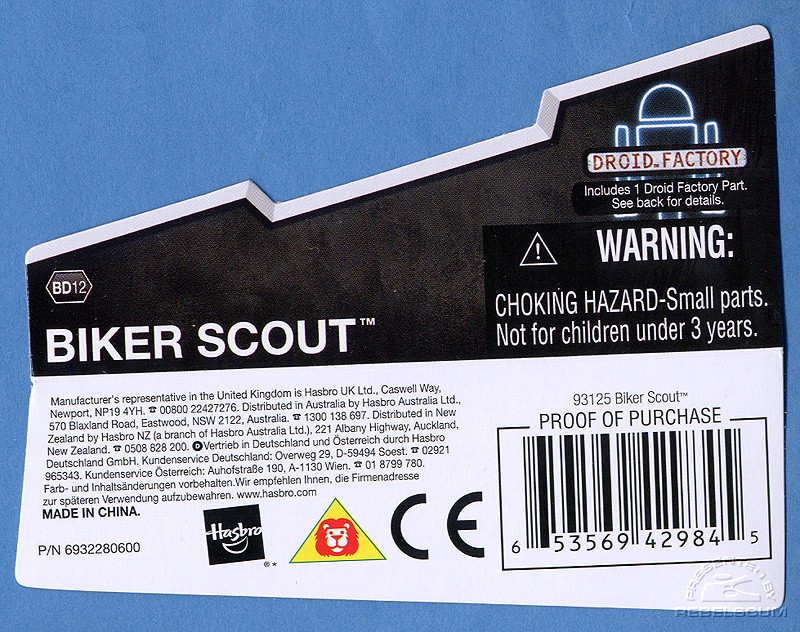 DROID™ FACTORY
Includes 1 Droid Factory Part.
See back for details.
WARNING:
CHOKING HAZARD-Small parts.
Not for children under 3 years.
BD12
BIKER SCOUT™
Manufacturer's representative in the United Kingdom is Hasbro UK Ltd., Caswell Way,
Newport, NP19 4YH. ☎ 00800 22427276. Distributed in Australia by Hasbro Australia Ltd.,
570 Blaxland Road, Eastwood, NSW 2122, Australia. ☎ 1300 138 697. Distributed in New
Zealand by Hasbro NZ (a branch of Hasbro Australia Ltd.), 221 Albany Highway, Auckland,
New Zealand. ☎ 0508 828 200. D Vertrieb in Deutschland und Österreich durch Hasbro
Deutschland GmbH. Kundenservice Deutschland: Overweg 29, D-59494 Soest. ☎ 02921
965343. Kundenservice Österreich: Auhofstraße 190, A-1130 Wien. ☎ 01 8799 780.
Farb- und Inhaltsänderungen vorbehalten.Wir empfehlen Ihnen, die Firmenadresse
zur späteren Verwendung aufzubewahren. www.hasbro.com
MADE IN CHINA.
P/N 6932280600
Hasbro
®*
CE
93125 Biker Scout™
PROOF OF PURCHASE
6 53569 42984 5
PRESENTED BY
REBELSCUM